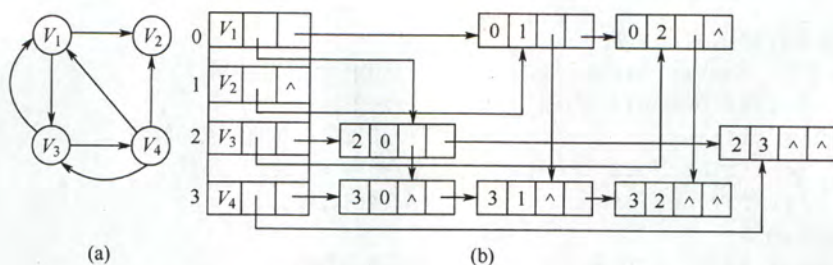 V1 V2
V3 V4
(a)
0 V1 0 1 0 2 ^
1 V2 ^
2 V3 2 0 2 3 ^ ^
3 V4 3 0 ^ 3 1 ^ 3 2 ^ ^
(b)